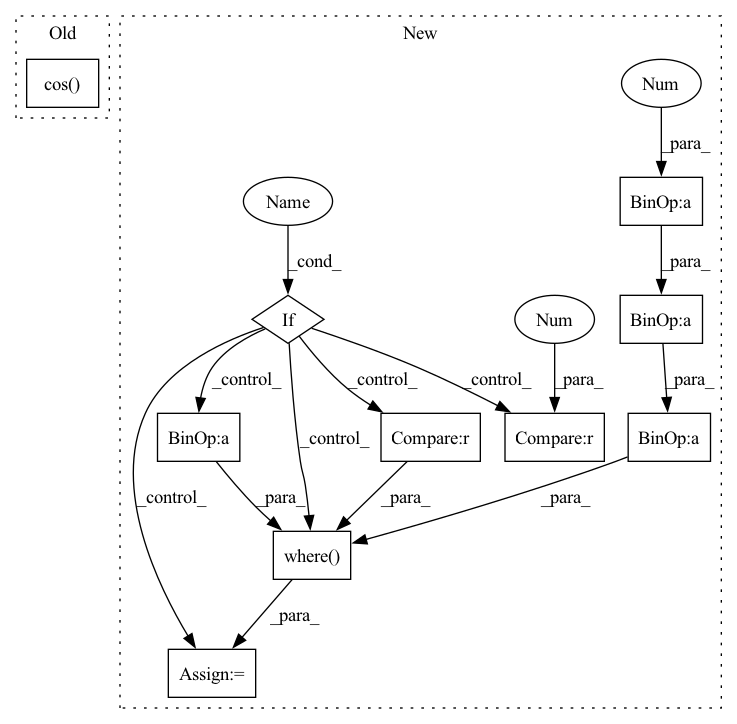 Old
New
cos()
Num
_para_
Name
BinOp:a
_cond_
_para_
If
Num
BinOp:a
_control_
_control_
_control_
_para_
_para_
BinOp:a
_control_
Compare:r
Compare:r
BinOp:a
_control_
_para_
_para_
_para_
where()
_para_
Assign:=